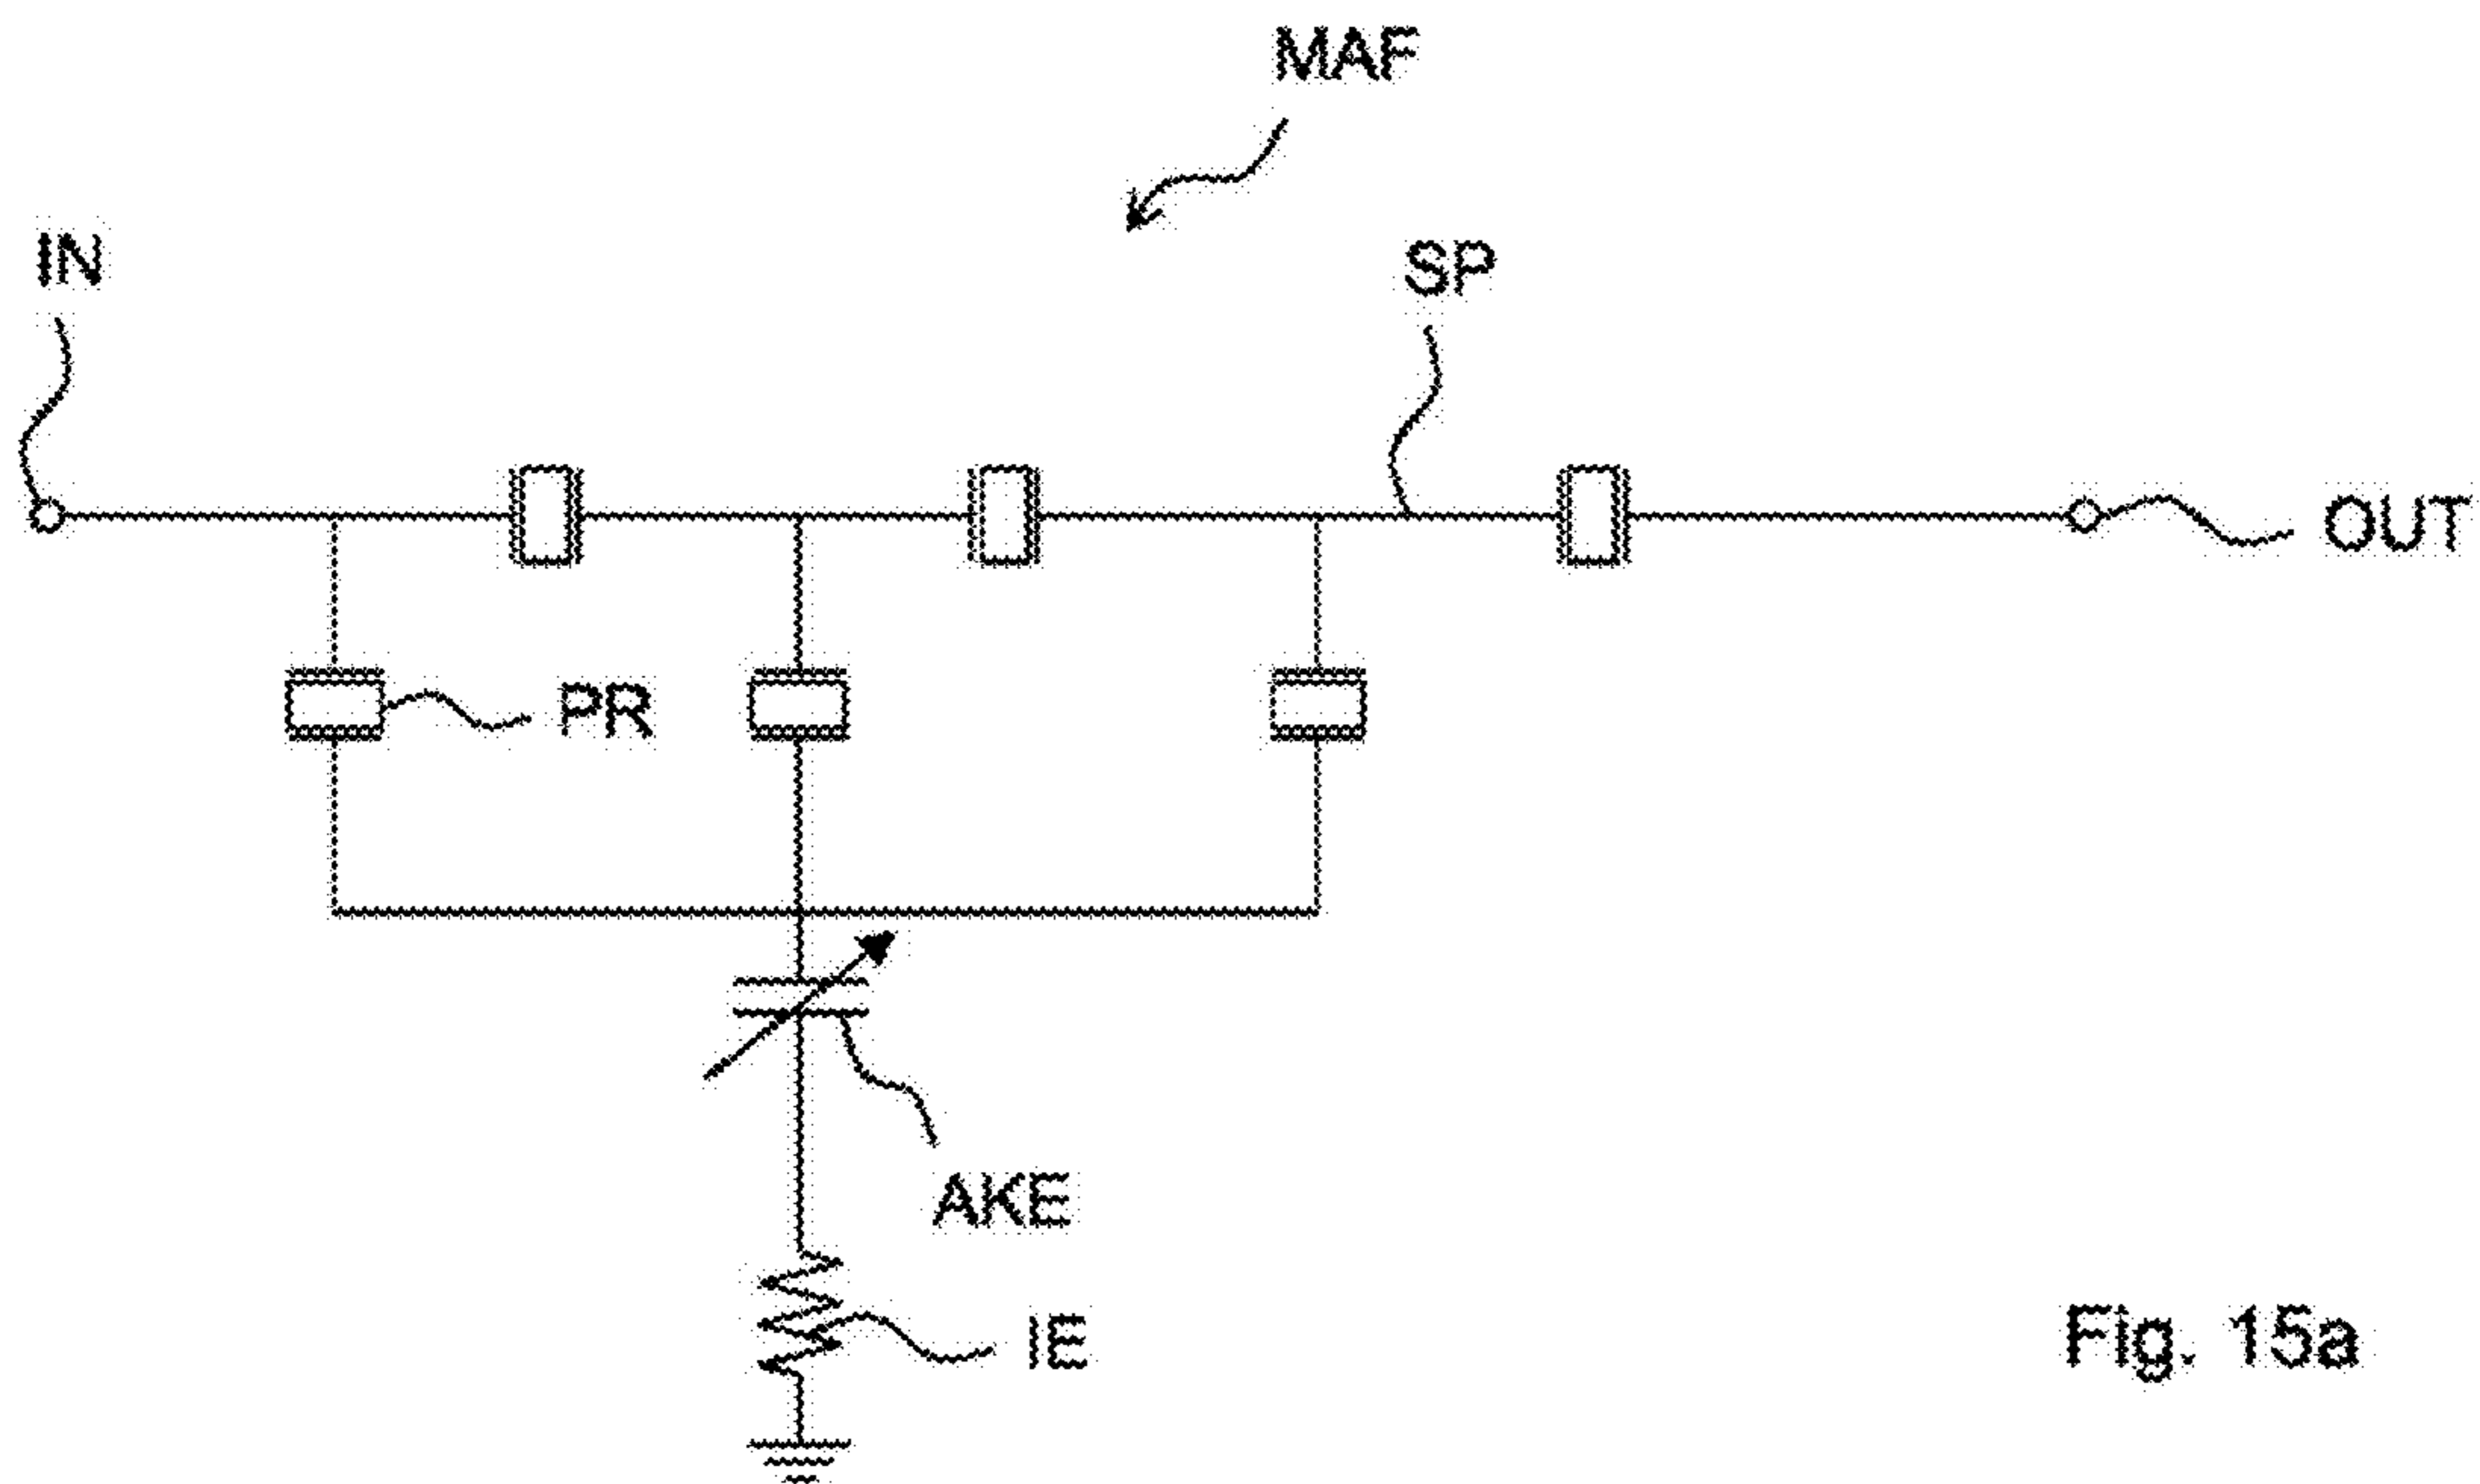 MAF
IN
SP
OUT
PR
AKE
IE
Fig. 15a